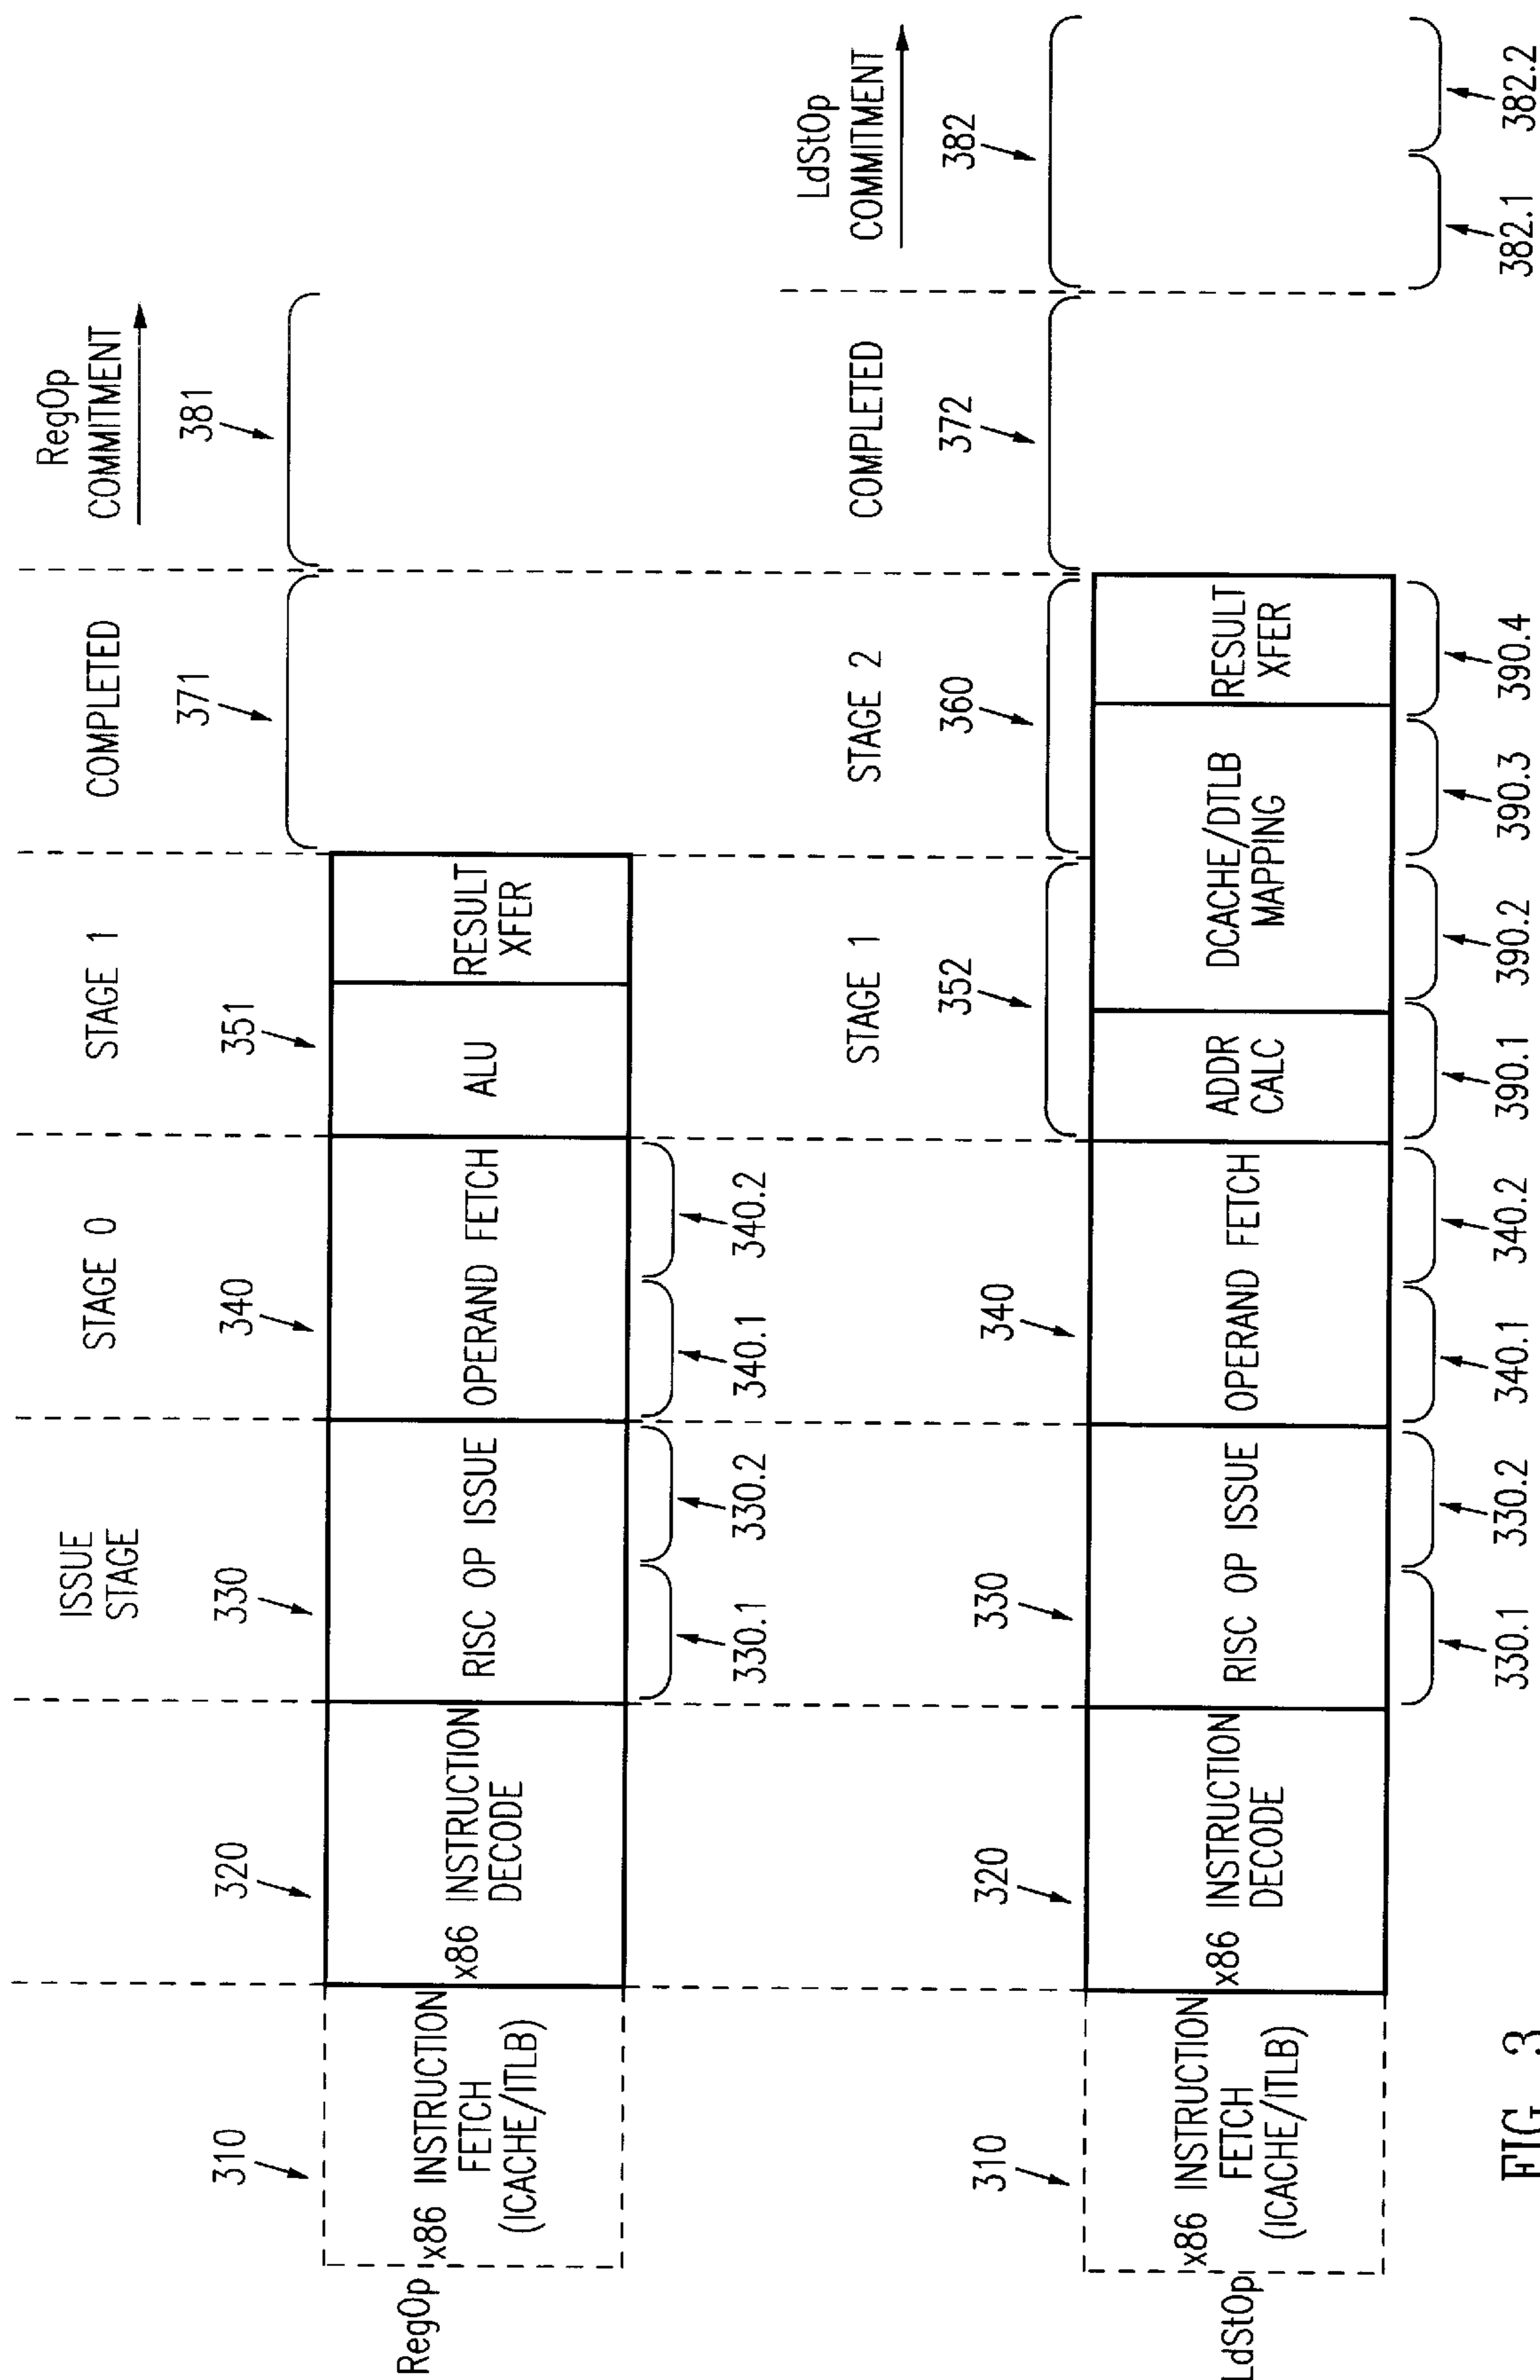 ISSUE
STAGE
STAGE 0
STAGE 1
COMPLETED
RegOp
COMMITMENT
310
320
330
340
351
371
381
RegOp
x86 INSTRUCTION
FETCH
(ICACHE/ITLB)
x86 INSTRUCTION
DECODE
RISC OP ISSUE
OPERAND FETCH
ALU
RESULT
XFER
330.1
330.2
340.1
340.2
STAGE 1
STAGE 2
COMPLETED
LdStOp
COMMITMENT
310
320
330
340
352
360
372
382
LdStOp
x86 INSTRUCTION
FETCH
(ICACHE/ITLB)
x86 INSTRUCTION
DECODE
RISC OP ISSUE
OPERAND FETCH
ADDR
CALC
DCACHE/DTLB
MAPPING
RESULT
XFER
330.1
330.2
340.1
340.2
390.1
390.2
390.3
390.4
382.1
382.2
FIG. 3